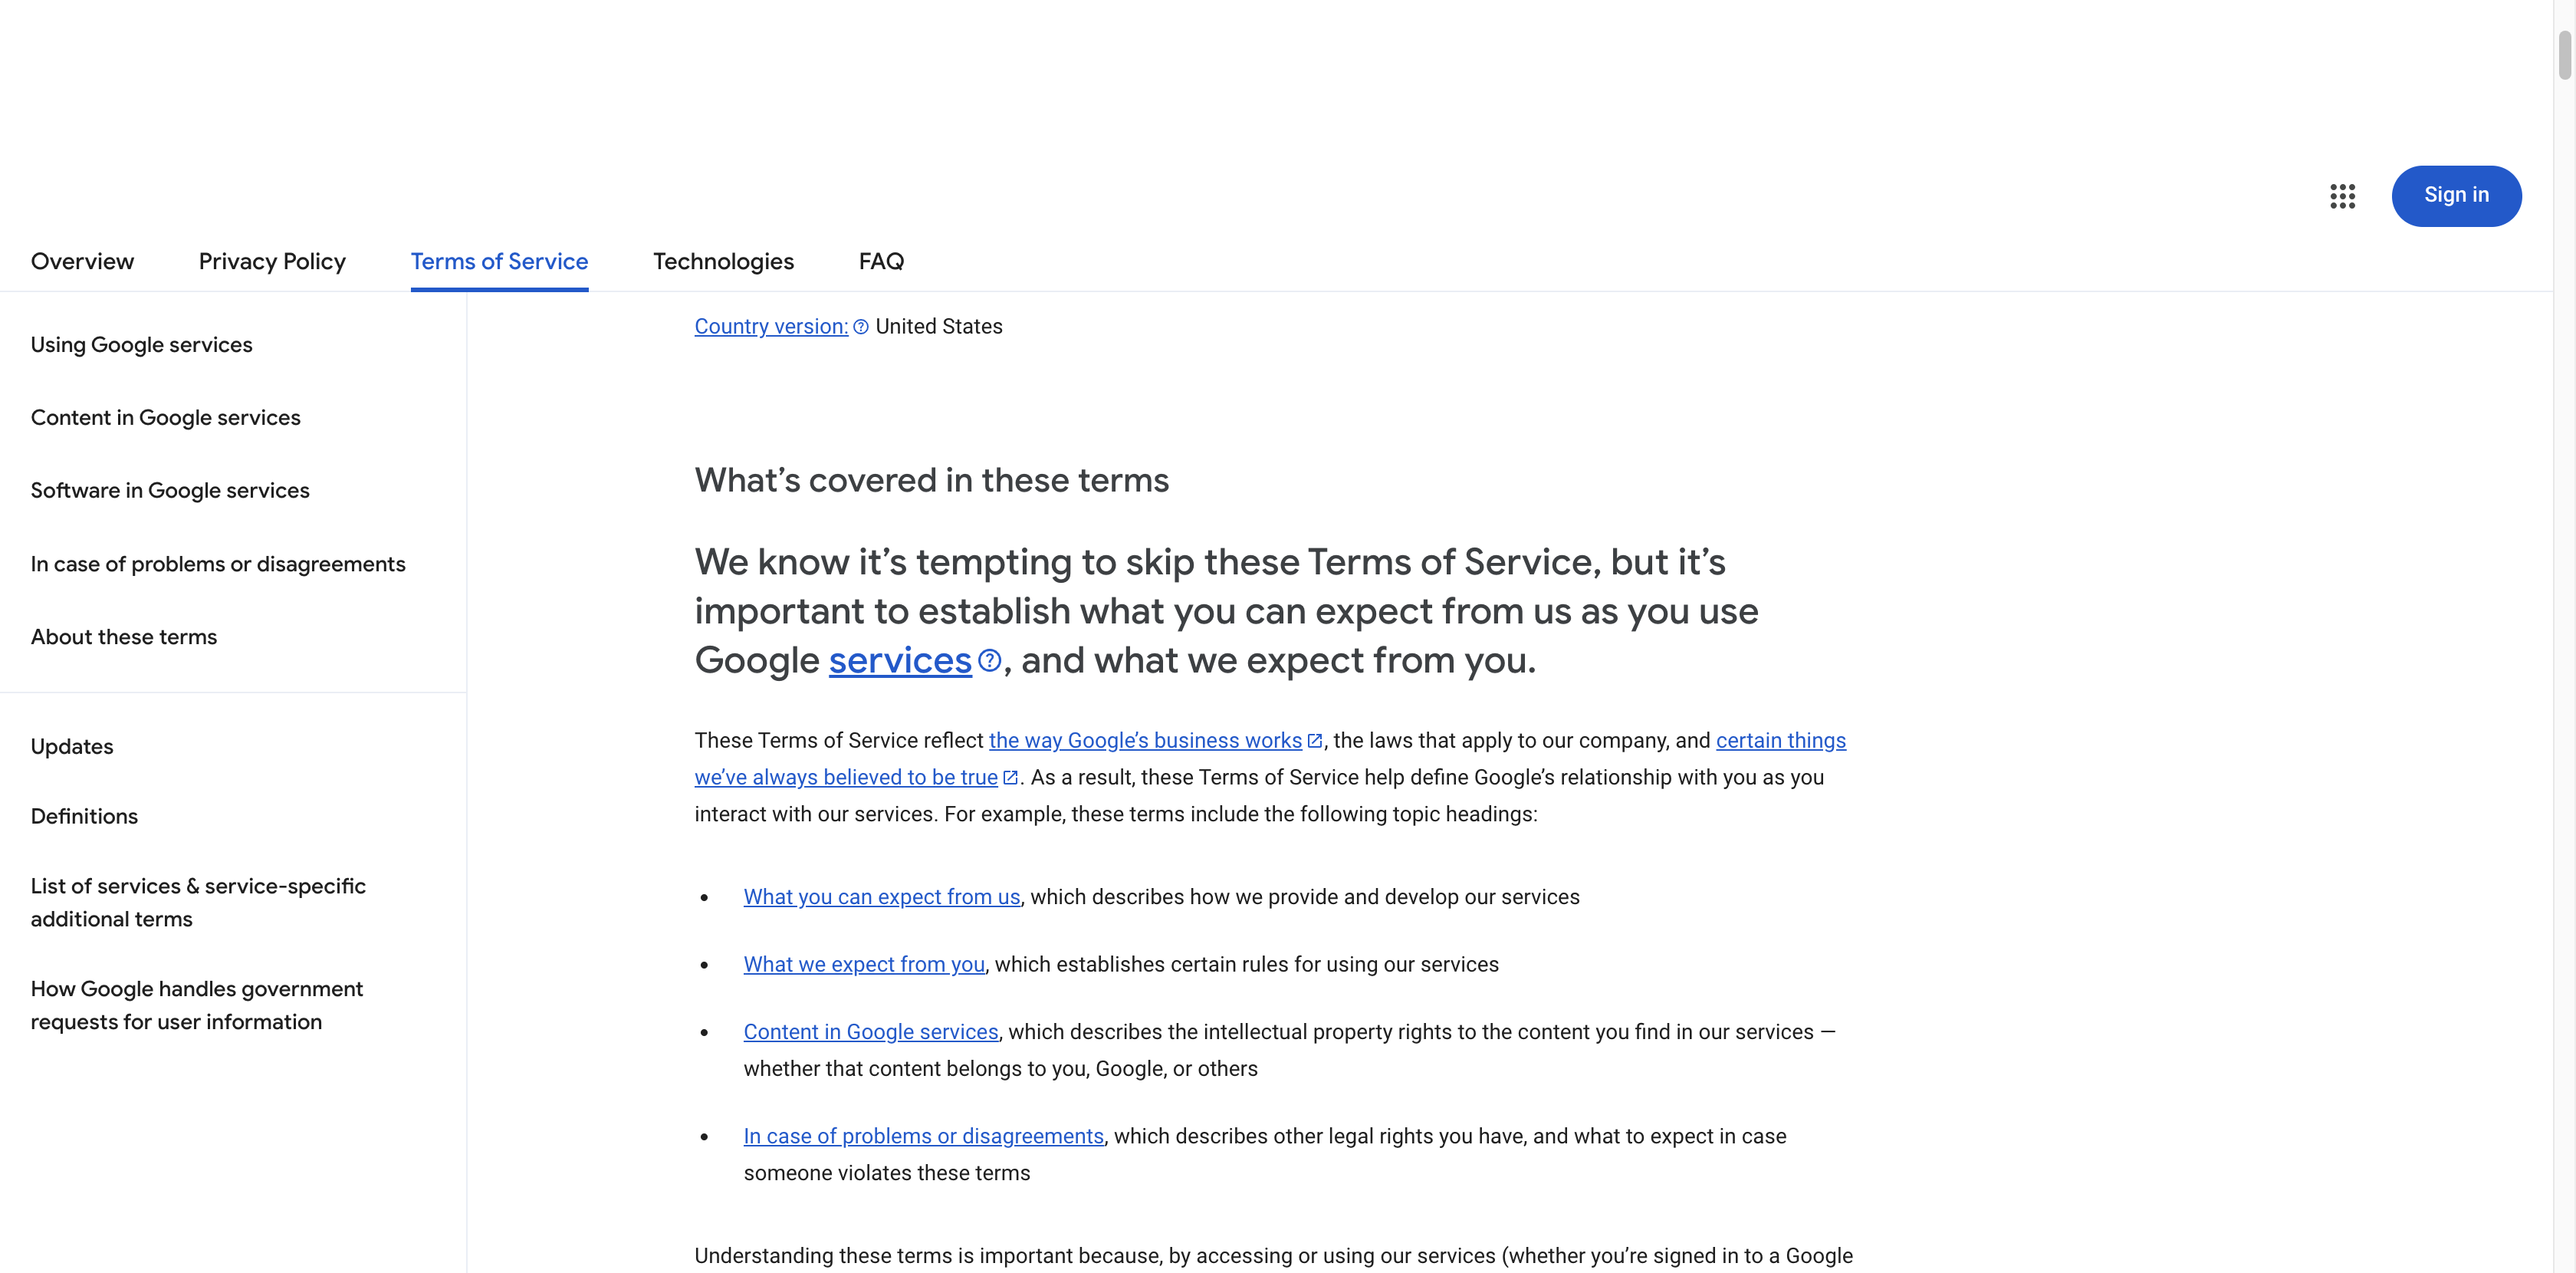 Sign in
Overview
Privacy Policy
Terms of Service
Technologies
FAQ
Using Google services
Content in Google services
Software in Google services
In case of problems or disagreements
About these terms
Updates
Definitions
List of services & service-specific
additional terms
How Google handles government
requests for user information
Country version: United States
What’s covered in these terms
We know it’s tempting to skip these Terms of Service, but it’s
important to establish what you can expect from us as you use
Google services, and what we expect from you.
These Terms of Service reflect the way Google’s business works, the laws that apply to our company, and certain things
we’ve always believed to be true. As a result, these Terms of Service help define Google’s relationship with you as you
interact with our services. For example, these terms include the following topic headings:
• What you can expect from us, which describes how we provide and develop our services
• What we expect from you, which establishes certain rules for using our services
• Content in Google services, which describes the intellectual property rights to the content you find in our services —
whether that content belongs to you, Google, or others
• In case of problems or disagreements, which describes other legal rights you have, and what to expect in case
someone violates these terms
Understanding these terms is important because, by accessing or using our services (whether you’re signed in to a Google